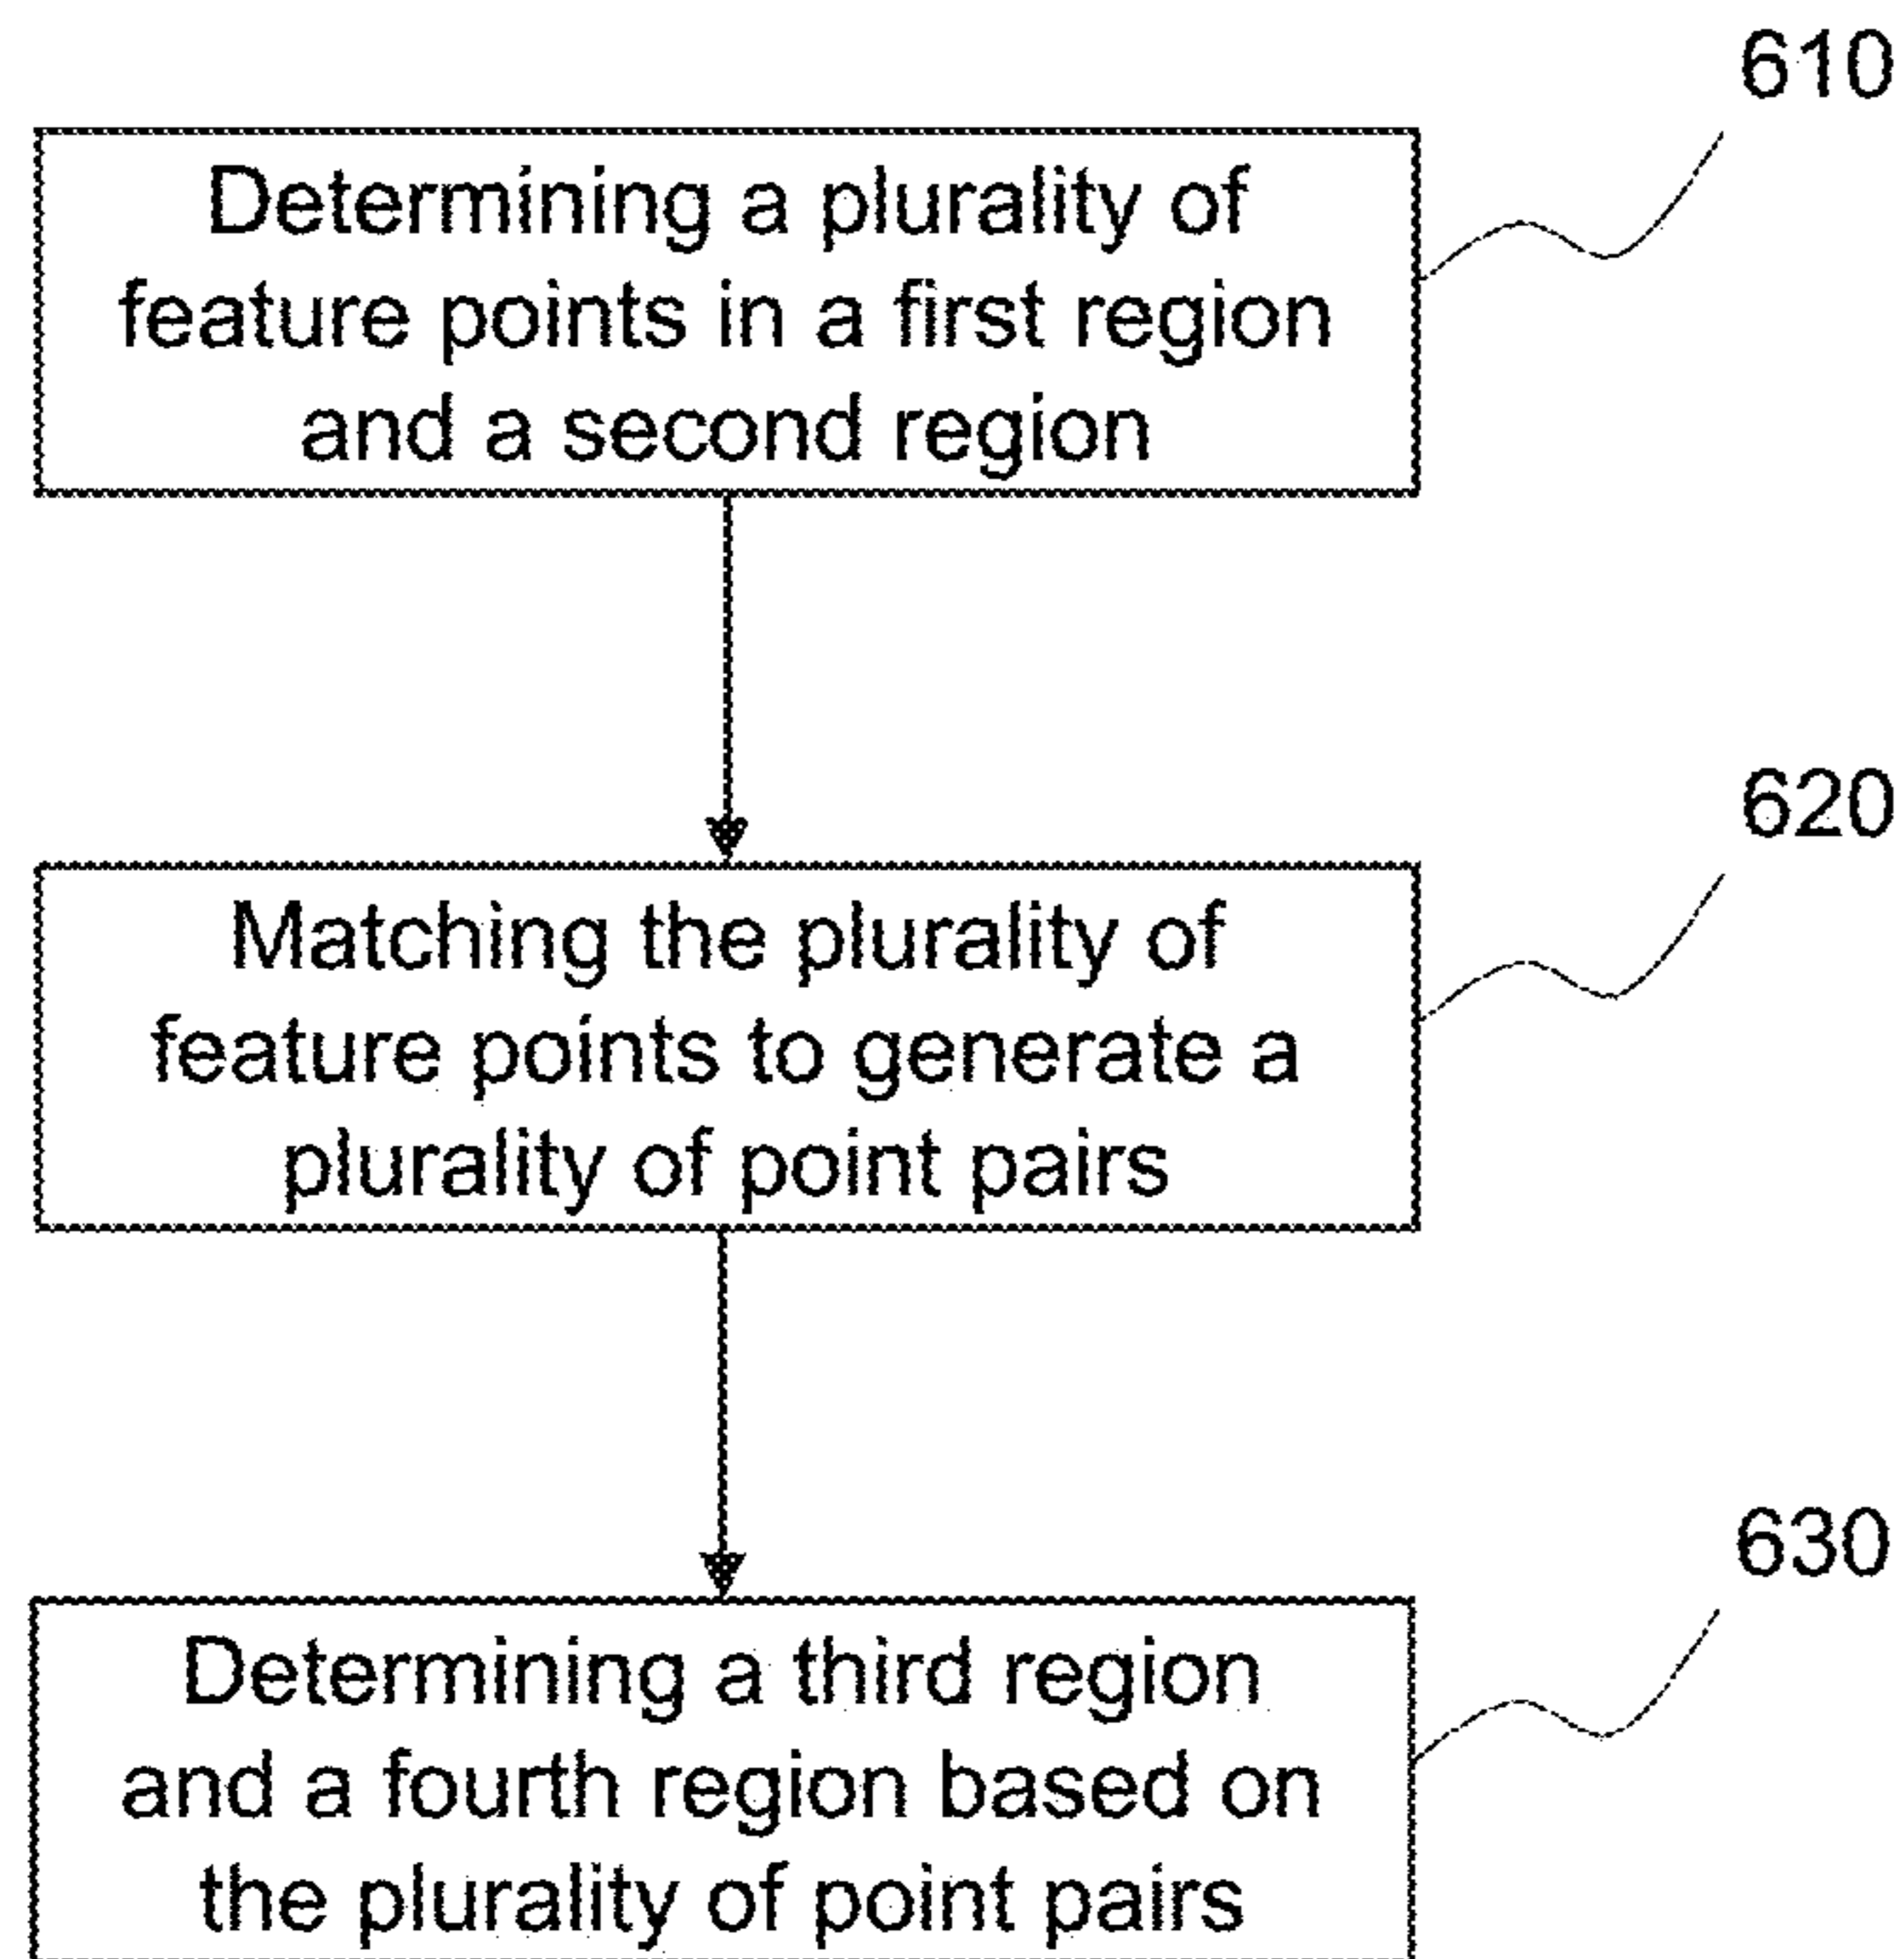 610
Determining a plurality of
feature points in a first region
and a second region
620
Matching the plurality of
feature points to generate a
plurality of point pairs
630
Determining a third region
and a fourth region based on
the plurality of point pairs